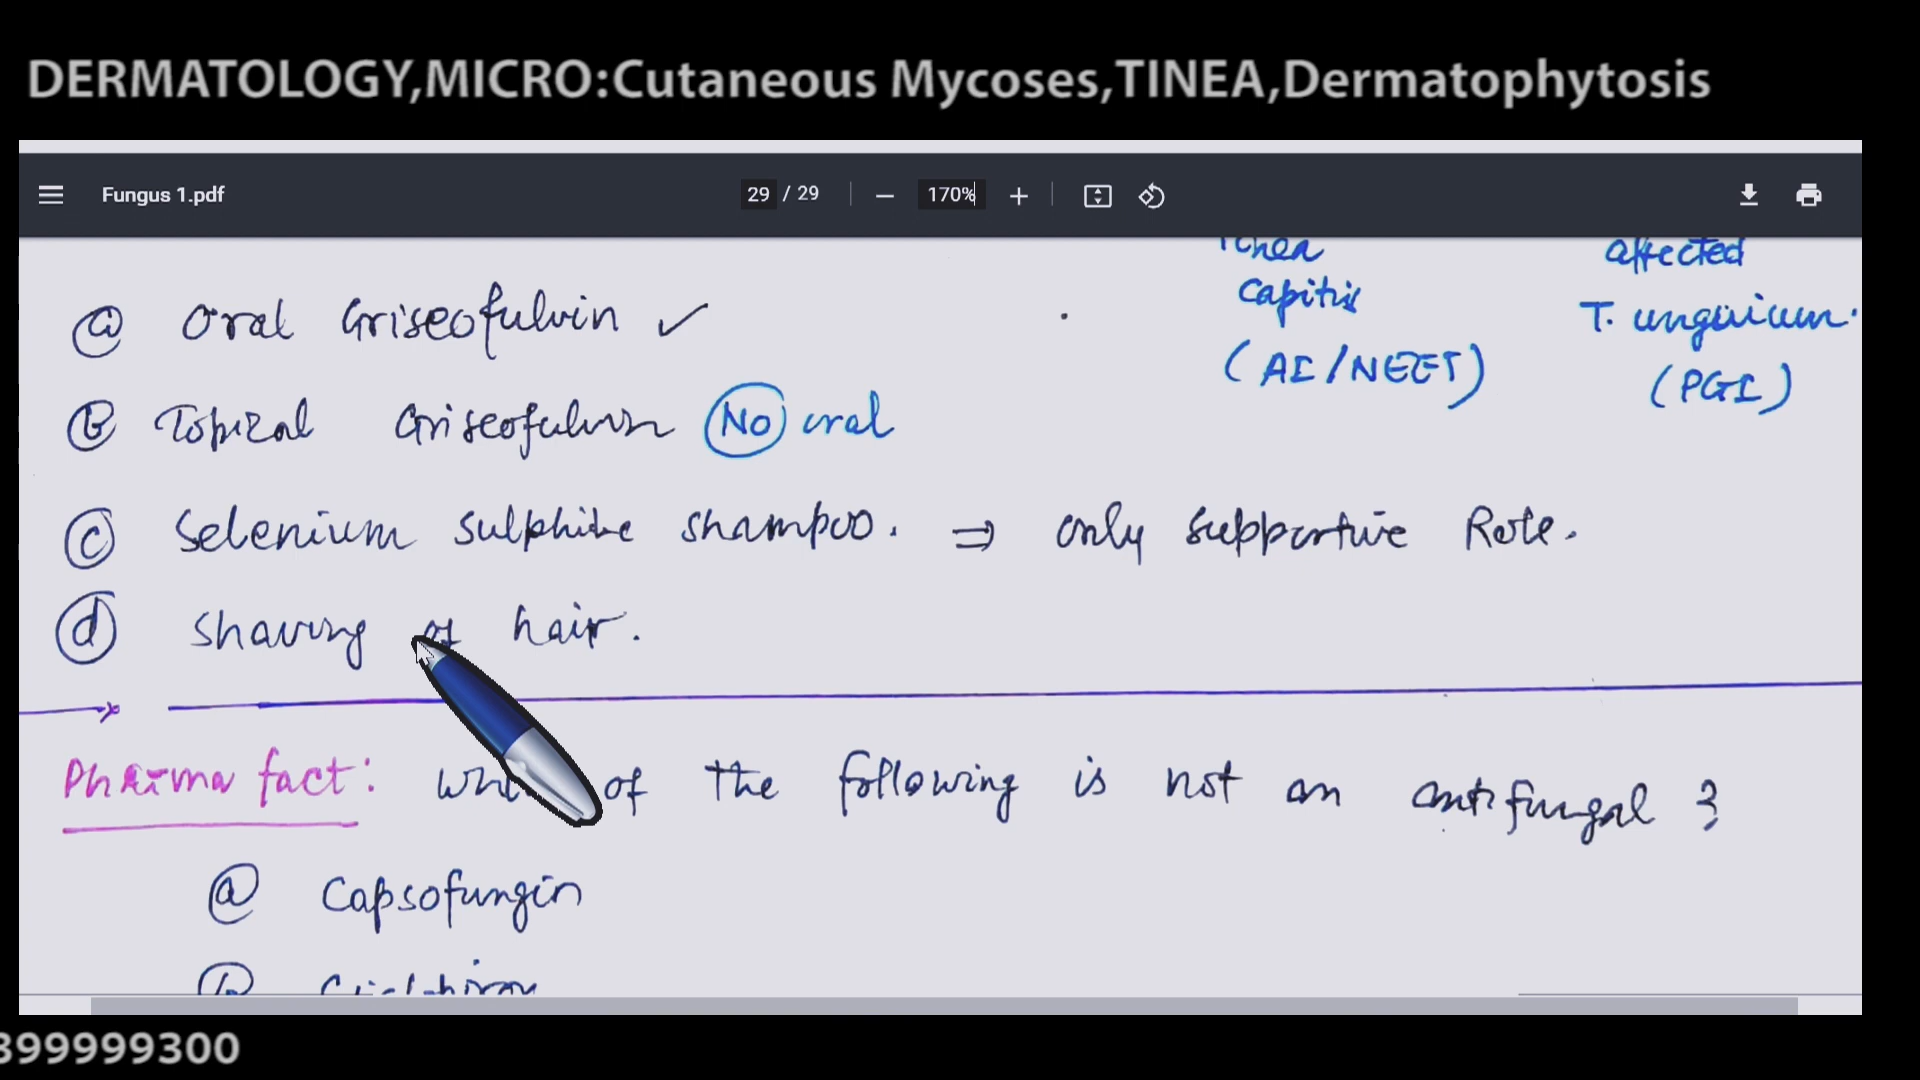 DERMATOLOGY,MICRO:Cutaneous Mycoses,TINEA,Dermatophytosis
Fungus 1.pdf
29 / 29
170%
Tinea affected
capitis T. unguium.
(AI/NEET) (PGI)
a Oral Griseofulvin ✓
b Topical Griseofulvin No oral
c Selenium sulphide shampoo. ⇒ only supportive Role.
d Shaving of hair.
Pharma fact: of the following is not an antifungal ?
a Capsofungin
b
399999300